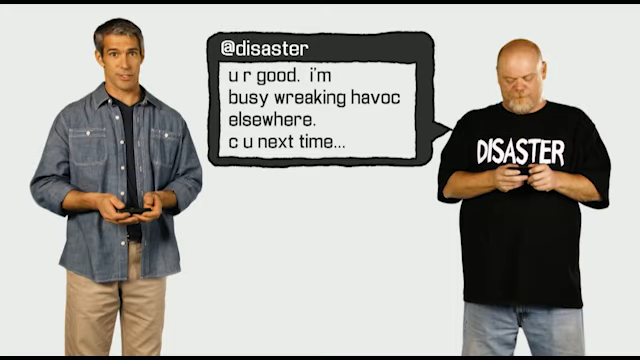 @disaster
u r good.  i'm
busy wreaking havoc
elsewhere.
c u next time...
DISASTER